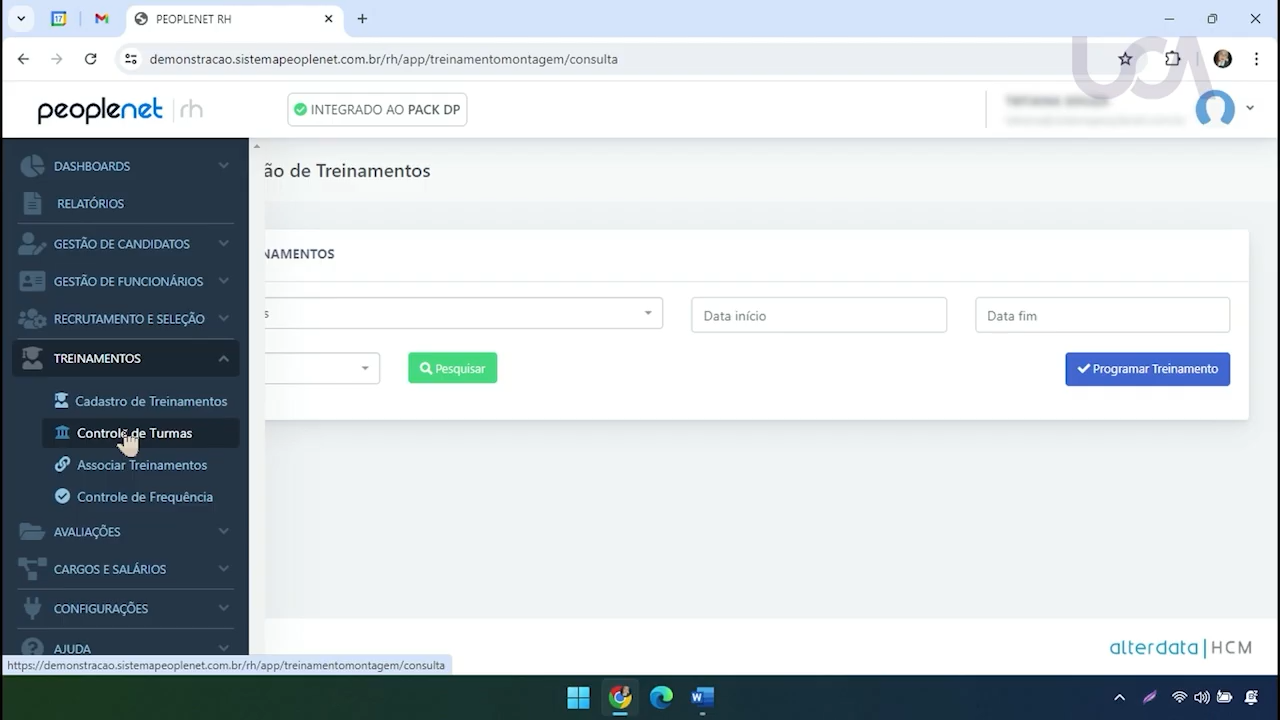 PEOPLENET RH
demonstracao.sistemapeoplenet.com.br/rh/app/treinamentomontagem/consulta
UCA
peoplenet | rh
INTEGRADO AO PACK DP
DASHBOARDS
RELATÓRIOS
GESTÃO DE CANDIDATOS
GESTÃO DE FUNCIONÁRIOS
RECRUTAMENTO E SELEÇÃO
TREINAMENTOS
Cadastro de Treinamentos
Controle de Turmas
Associar Treinamentos
Controle de Frequência
AVALIAÇÕES
CARGOS E SALÁRIOS
CONFIGURAÇÕES
AJUDA
ão de Treinamentos
NAMENTOS
s
Data início
Data fim
Pesquisar
Programar Treinamento
alterdata | HCM
https://demonstracao.sistemapeoplenet.com.br/rh/app/treinamentomontagem/consulta